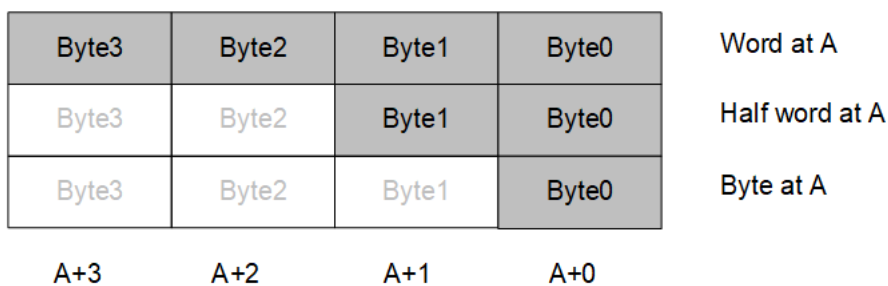 Byte3 Byte2 Byte1 Byte0 Word at A
Byte3 Byte2 Byte1 Byte0 Half word at A
Byte3 Byte2 Byte1 Byte0 Byte at A
A+3 A+2 A+1 A+0